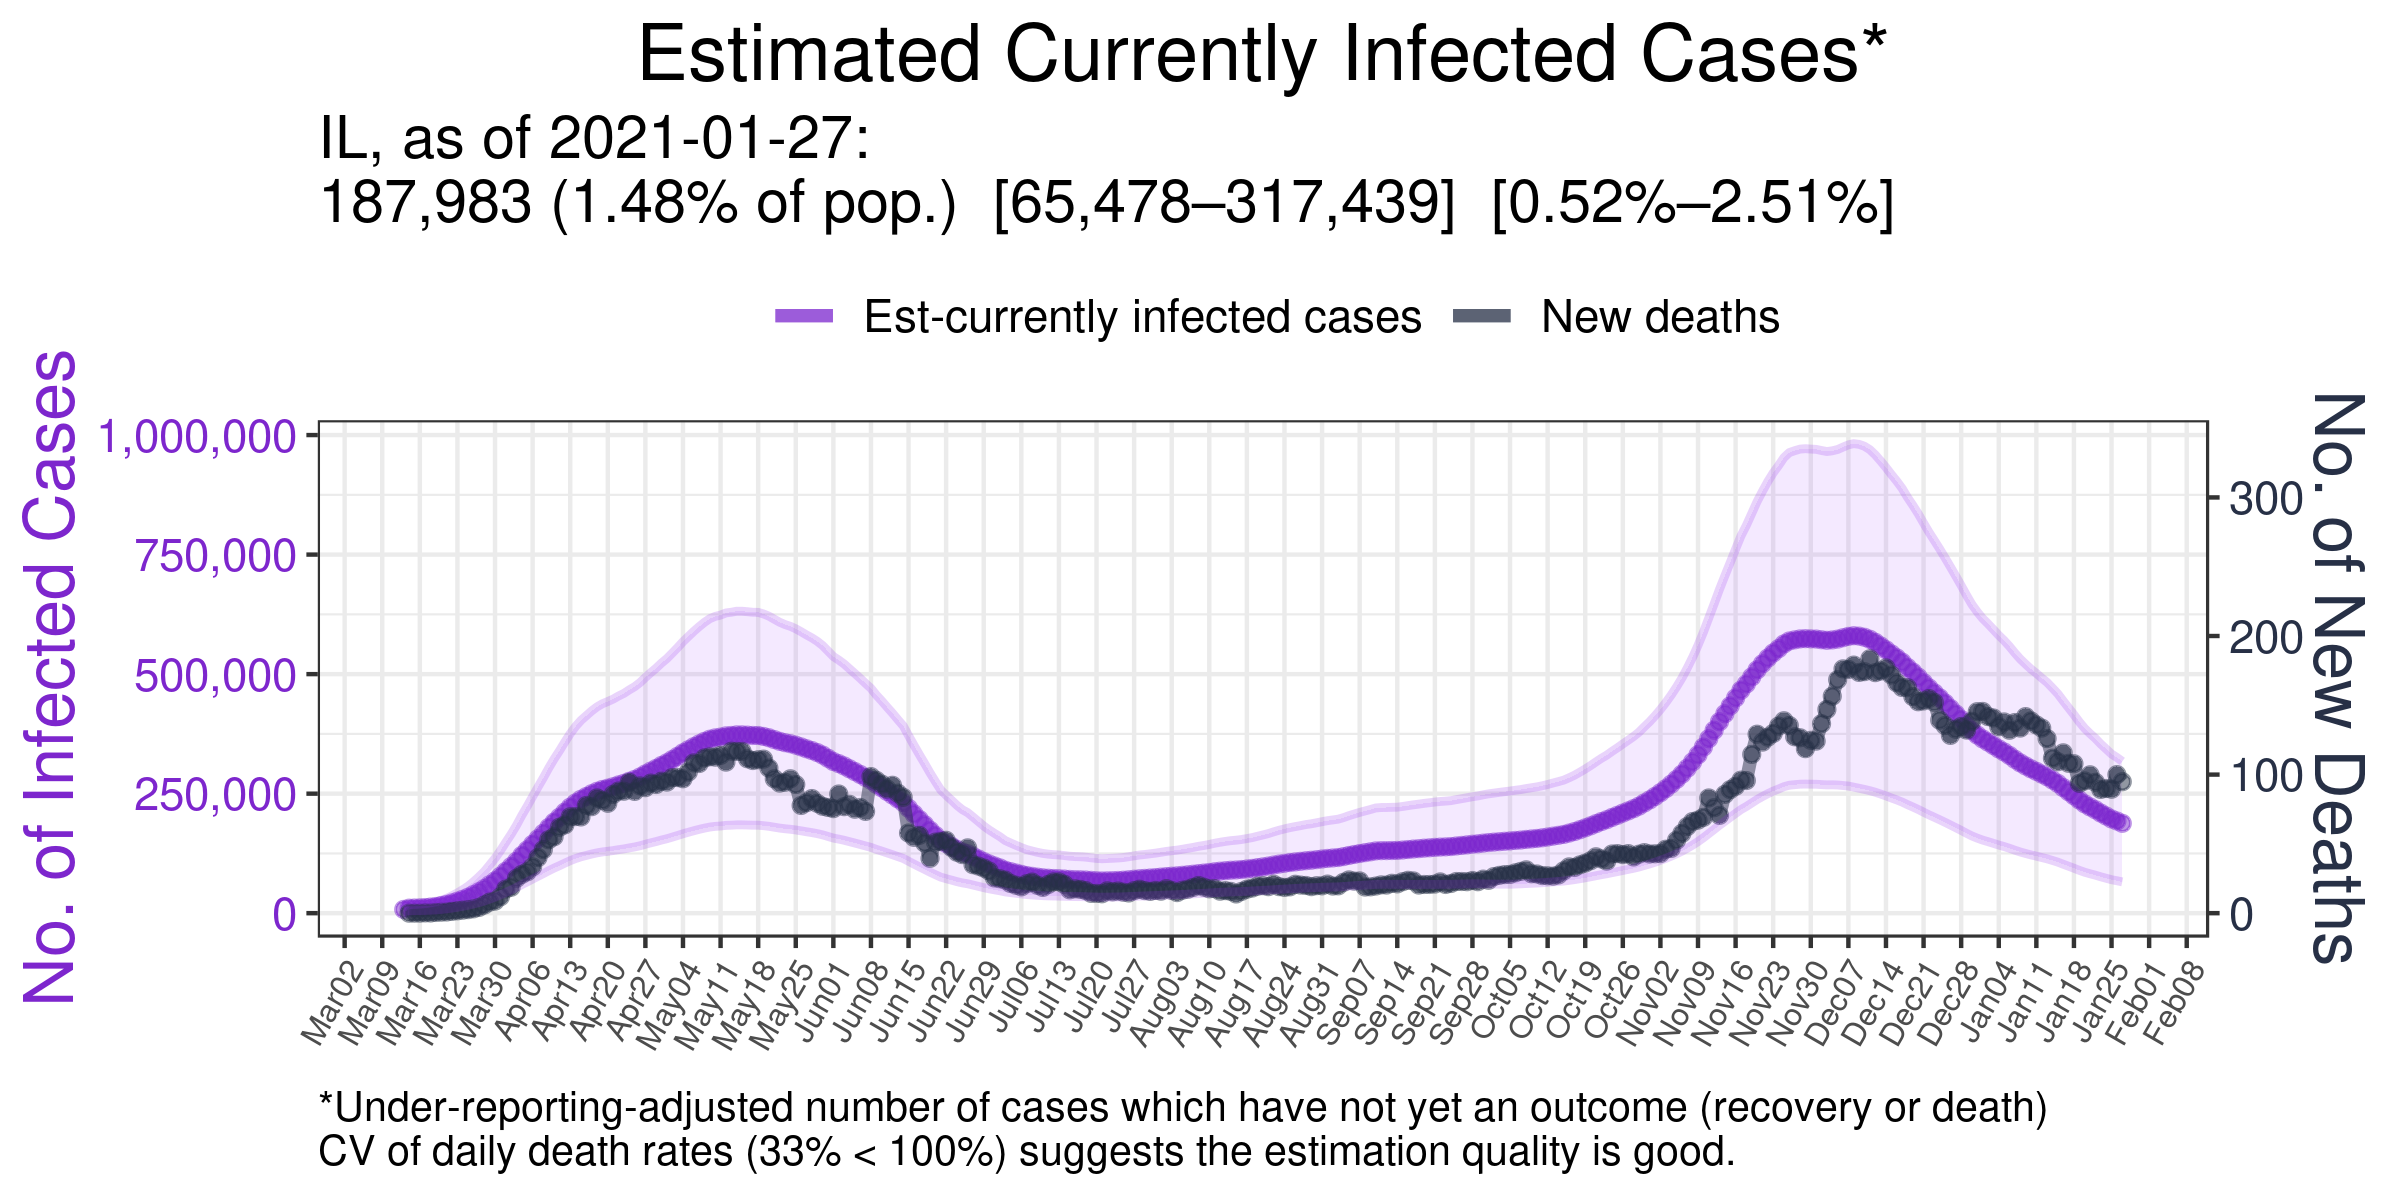 Estimated Currently Infected Cases*
IL, as of 2021-01-27:
187,983 (1.48% of pop.) [65,478–317,439] [0.52%–2.51%]
Est-currently infected cases
New deaths
No. of Infected Cases
1,000,000
750,000
500,000
250,000
0
300
200
100
0
No. of New Deaths
Mar02
Mar09
Mar16
Mar23
Mar30
Apr06
Apr13
Apr20
Apr27
May04
May11
May18
May25
Jun01
Jun08
Jun15
Jun22
Jun29
Jul06
Jul13
Jul20
Jul27
Aug03
Aug10
Aug17
Aug24
Aug31
Sep07
Sep14
Sep21
Sep28
Oct05
Oct12
Oct19
Oct26
Nov02
Nov09
Nov16
Nov23
Nov30
Dec07
Dec14
Dec21
Dec28
Jan04
Jan11
Jan18
Jan25
Feb01
Feb08
*Under-reporting-adjusted number of cases which have not yet an outcome (recovery or death)
CV of daily death rates (33% < 100%) suggests the estimation quality is good.